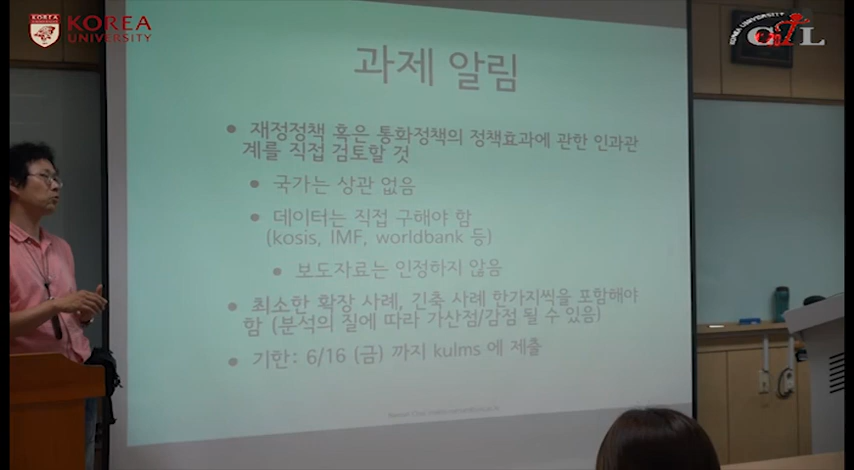 KOREA
UNIVERSITY
KOREA UNIVERSITY
CTL
과제 알림
• 재정정책 혹은 통화정책의 정책효과에 관한 인과관
계를 직접 검토할 것
• 국가는 상관 없음
• 데이터는 직접 구해야 함
(kosis, IMF, worldbank 등)
• 보도자료는 인정하지 않음
• 최소한 확장 사례, 긴축 사례 한가지씩을 포함해야
함 (분석의 질에 따라 가산점/감점 될 수 있음)
• 기한: 6/16 (금) 까지 kulms 에 제출